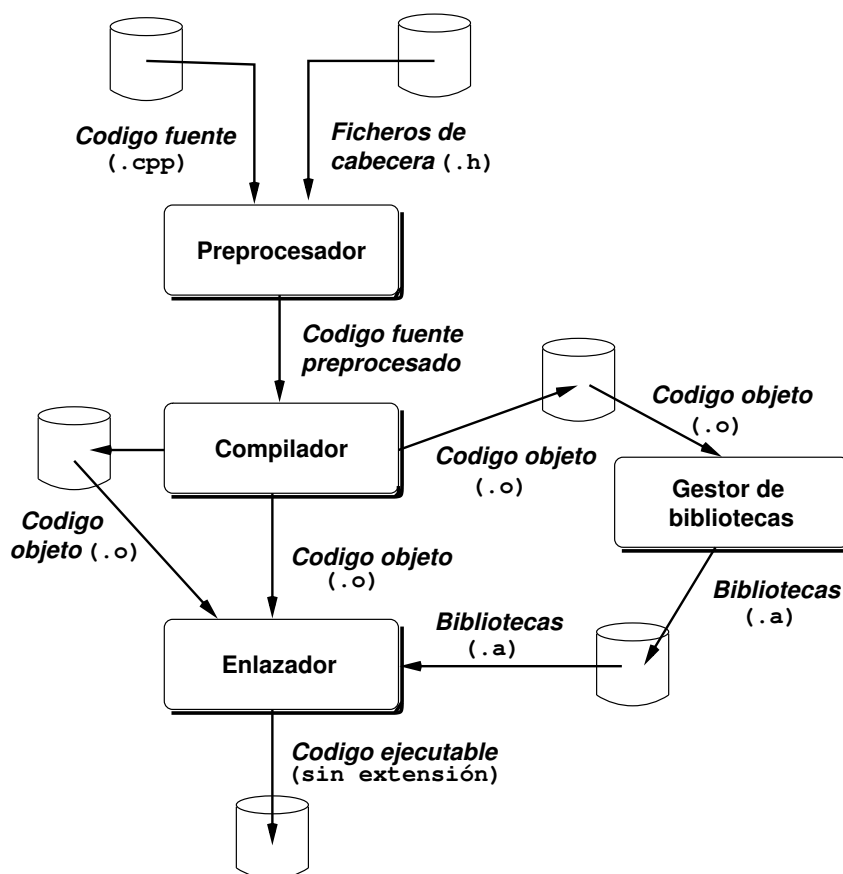 Codigo fuente
(.cpp)
Ficheros de
cabecera (.h)
Preprocesador
Codigo fuente
preprocesado
Compilador
Codigo objeto
(.o)
Codigo objeto
(.o)
Gestor de
bibliotecas
Codigo
objeto (.o)
Codigo objeto
(.o)
Bibliotecas
(.a)
Bibliotecas
(.a)
Enlazador
Codigo ejecutable
(sin extensión)